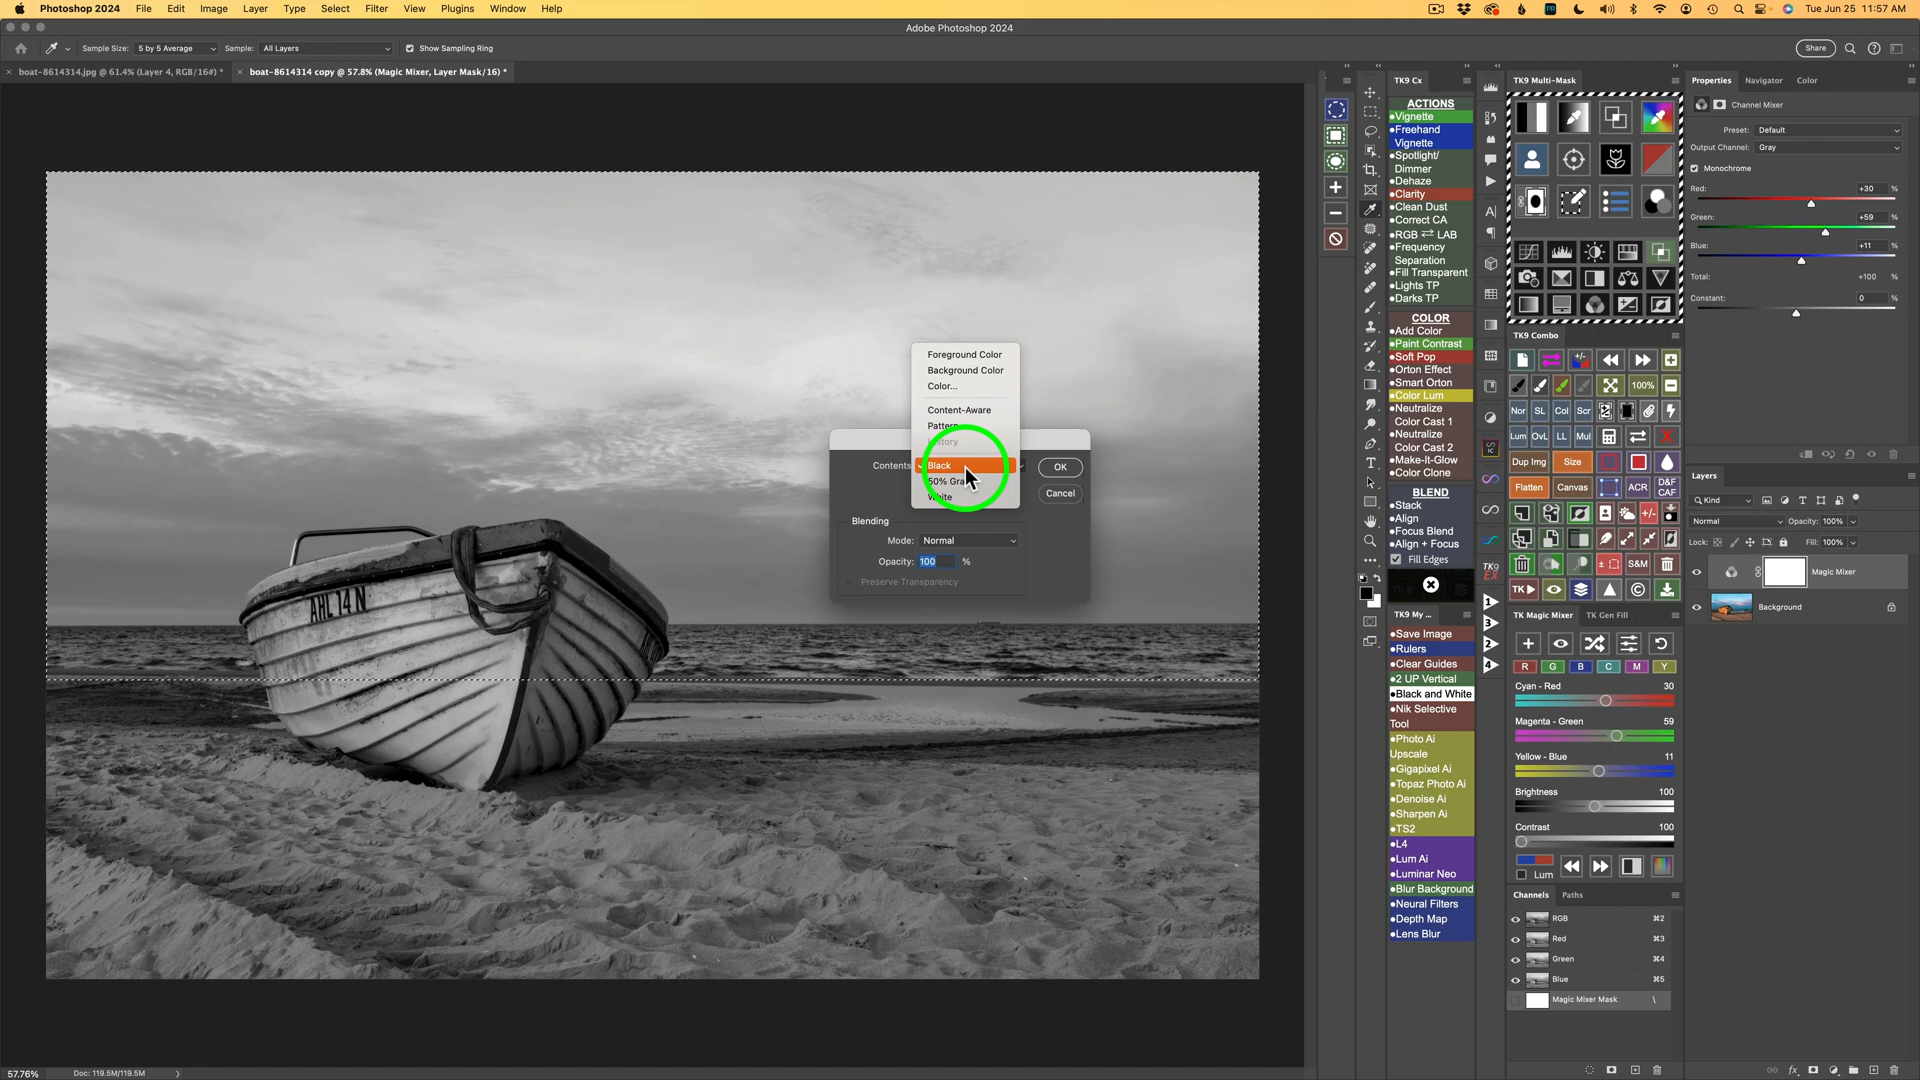 Photoshop 2024 File Edit Image Layer Type Select Filter View Plugins Window Help
Tue Jun 25 11:57 AM
Adobe Photoshop 2024
Sample Size: 5 by 5 Average
Sample: All Layers
Show Sampling Ring
Share
boat-8614314.jpg @ 61.4% (Layer 4, RGB/16#) *
boat-8614314 copy @ 57.8% (Magic Mixer, Layer Mask/16) *
AHL 14 N
Foreground Color
Background Color
Color...
Content-Aware
Pattern
History
Contents
Black
50% Gra
White
OK
Cancel
Blending
Mode: Normal
Opacity: 100 %
Preserve Transparency
57.76%
Doc: 119.5M/119.5M
TK9 Cx
ACTIONS
●Vignette
●Freehand
Vignette
●Spotlight/
Dimmer
●Dehaze
●Clarity
●Clean Dust
●Correct CA
●RGB ⇄ LAB
●Frequency
Separation
●Fill Transparent
●Lights TP
●Darks TP
COLOR
●Add Color
●Paint Contrast
●Soft Pop
●Orton Effect
●Smart Orton
●Color Lum
●Neutralize
Color Cast 1
●Neutralize
Color Cast 2
●Make-It-Glow
●Color Clone
BLEND
●Stack
●Align
●Focus Blend
●Align + Focus
Fill Edges
TK9 My ...
●Save Image
●Rulers
●Clear Guides
●2 UP Vertical
●Black and White
●Nik Selective
Tool
●Photo Ai
Upscale
●Gigapixel Ai
●Topaz Photo Ai
●Denoise Ai
●Sharpen Ai
●TS2
●L4
●Lum Ai
●Luminar Neo
●Blur Background
●Neural Filters
●Depth Map
●Lens Blur
TK9
EX
1
3
2
4
TK9 Multi-Mask
TK9 Combo
100%
Nor SL Col Scr
Lum OvL LL Mul
Dup Img Size
Flatten Canvas ACR D&F
CAF
S&M
TK
TK Magic Mixer TK Gen Fill
R G B C M Y
Cyan - Red 30
Magenta - Green 59
Yellow - Blue 11
Brightness 100
Contrast 100
Lum
Channels Paths
RGB ⌘2
Red ⌘3
Green ⌘4
Blue ⌘5
Magic Mixer Mask \
Properties Navigator Color
Channel Mixer
Preset: Default
Output Channel: Gray
Monochrome
Red: +30 %
Green: +59 %
Blue: +11 %
Total: +100 %
Constant: 0 %
Layers
Kind
Normal Opacity: 100%
Lock: Fill: 100%
Magic Mixer
Background